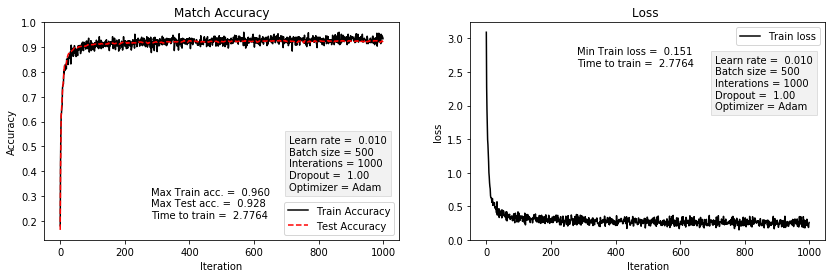 Match Accuracy
1.0
0.9
0.8
0.7
0.6
0.5
0.4
0.3
0.2
Accuracy
Learn rate =  0.010
Batch size = 500
Interations = 1000
Dropout =  1.00
Optimizer = Adam
Max Train acc. =  0.960
Max Test acc. =  0.928
Time to train =  2.7764
Train Accuracy
Test Accuracy
0 200 400 600 800 1000
Iteration
Loss
3.0
2.5
2.0
1.5
1.0
0.5
0.0
loss
Train loss
Min Train loss =  0.151
Time to train =  2.7764
Learn rate =  0.010
Batch size = 500
Interations = 1000
Dropout =  1.00
Optimizer = Adam
0 200 400 600 800 1000
Iteration